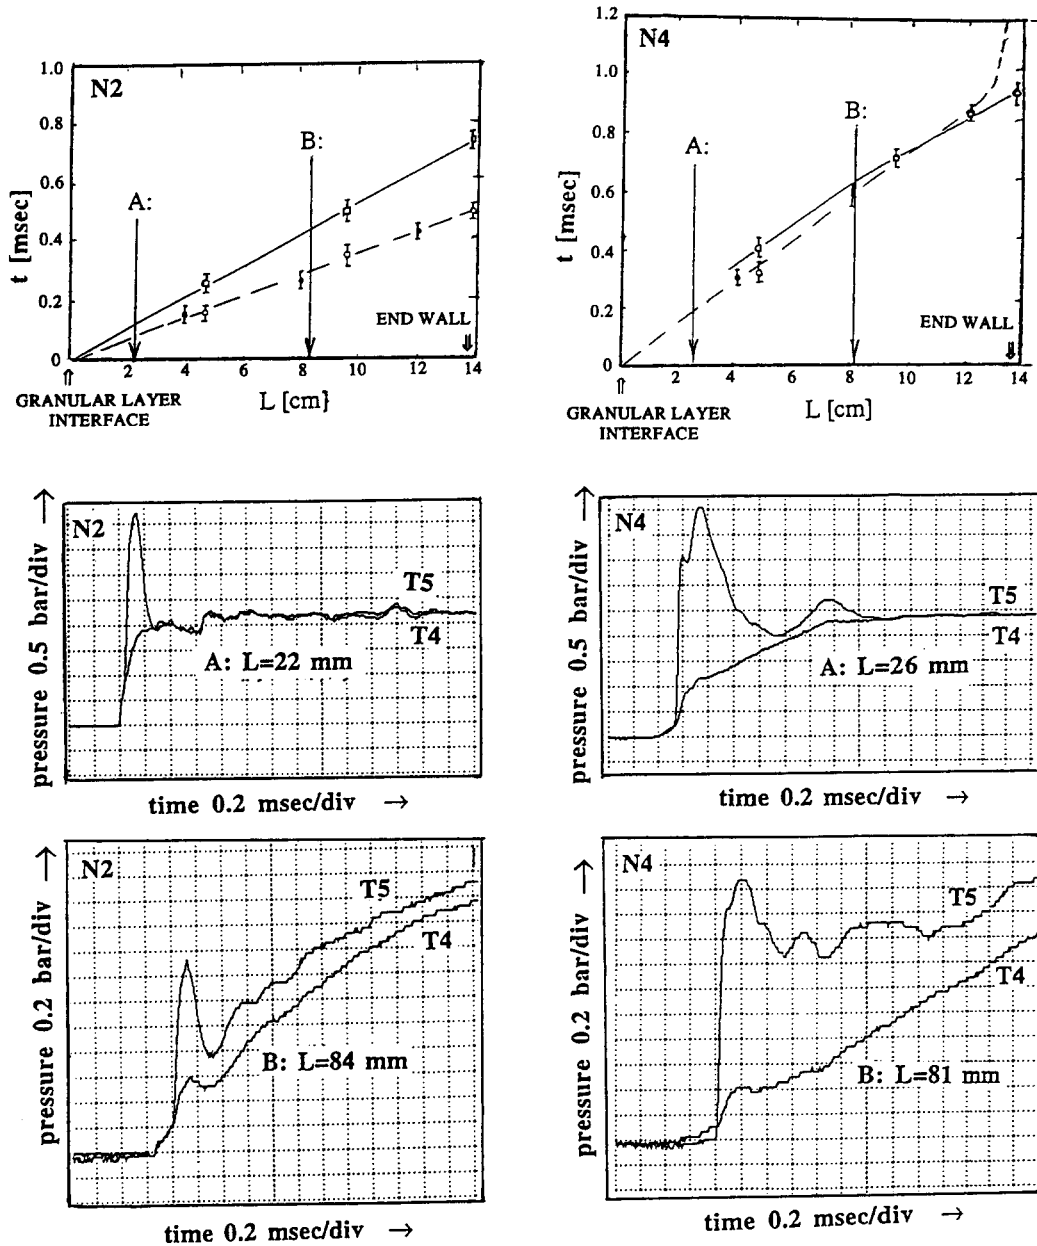 N2
t [msec]
1.0
0.8
0.6
0.4
0.2
0
A:
B:
END WALL
⇓
2 4 6 8 10 12 14
⇑
GRANULAR LAYER
INTERFACE
L [cm}
N4
t [msec]
1.2
1.0
0.8
0.6
0.4
0.2
0
A:
B:
END WALL
⇓
2 4 6 8 10 12 14
⇑
GRANULAR LAYER
INTERFACE
L [cm]
N2
pressure 0.5 bar/div →
T5
T4
A: L=22 mm
time 0.2 msec/div →
N4
pressure 0.5 bar/div →
T5
T4
A: L=26 mm
time 0.2 msec/div →
N2
pressure 0.2 bar/div →
T5
T4
B: L=84 mm
time 0.2 msec/div →
N4
pressure 0.2 bar/div →
T5
T4
B: L=81 mm
time 0.2 msec/div →